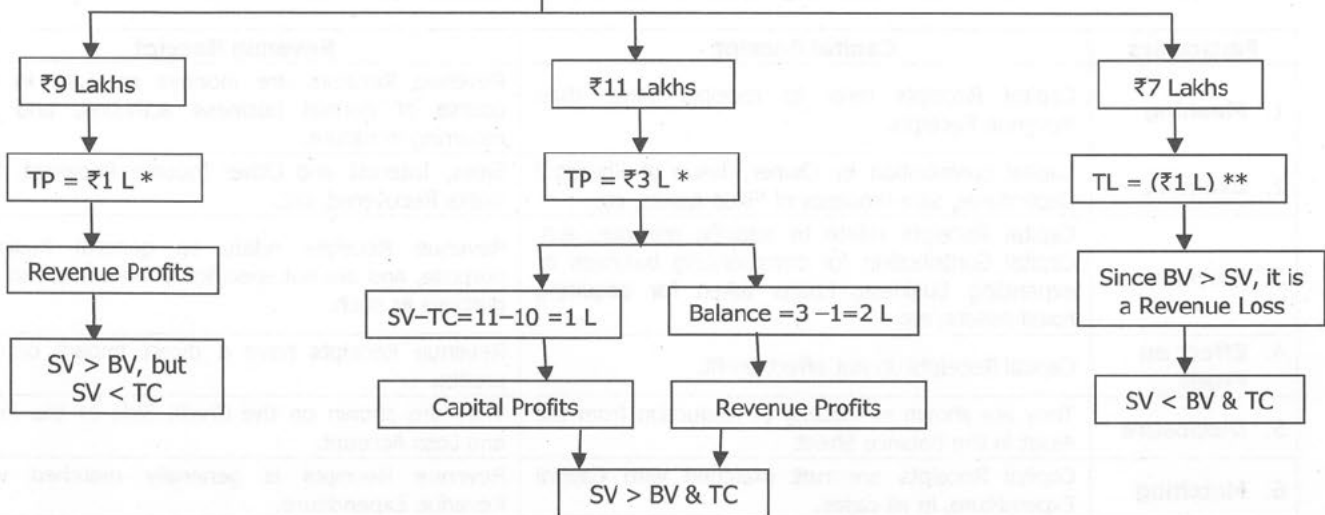 ₹9 Lakhs
₹11 Lakhs
₹7 Lakhs
TP = ₹1 L *
TP = ₹3 L *
TL = (₹1 L) **
Revenue Profits
SV–TC=11–10 =1 L
Balance =3 –1=2 L
Since BV > SV, it is
a Revenue Loss
SV > BV, but
SV < TC
Capital Profits
Revenue Profits
SV < BV & TC
SV > BV & TC